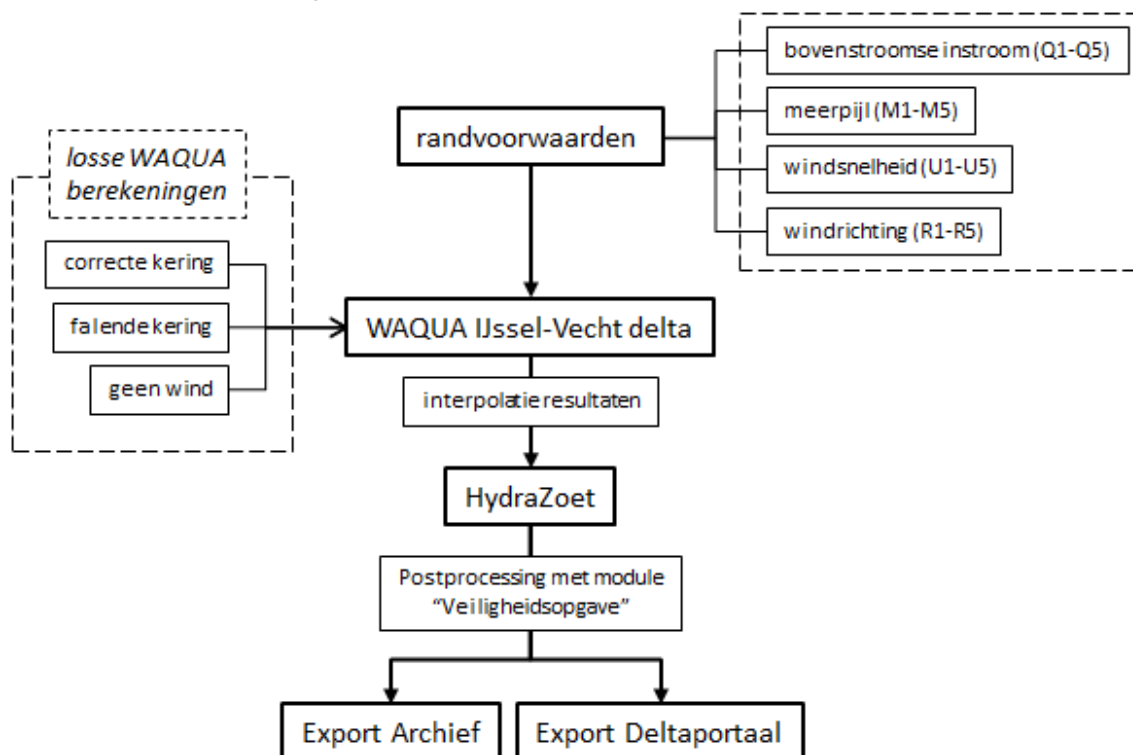 bovenstroomse instroom (Q1-Q5)
meerpijl (M1-M5)
windsnelheid (U1-U5)
windrichting (R1-R5)
randvoorwaarden
losse WAQUA
berekeningen
correcte kering
falende kering
geen wind
WAQUA IJssel-Vecht delta
interpolatie resultaten
HydraZoet
Postprocessing met module
“Veiligheidsopgave”
Export Archief
Export Deltaportaal